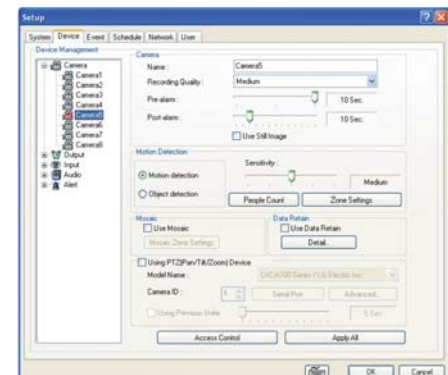 Setup
System Device Event Schedule Network User
Device Management
Camera
Camera1
Camera2
Camera3
Camera4
Camera5
Camera6
Camera7
Camera8
Output
Input
Audio
Alert
Camera
Name : Camera5
Recording Quality : Medium
Pre-alarm : 10 Sec.
Post-alarm : 10 Sec.
Use Still Image
Motion Detection
Motion detection
Object detection
Sensitivity :
Medium
People Count Zone Settings
Mosaic
Use Mosaic
Mosaic Zone Settings
Data Retain
Use Data Retain
Detail..
Using PTZ(Pan/Tilt/Zoom) Device
Model Name :
Camera ID : Serial Port Advanced..
Using Previous State 5 Sec.
Access Control Apply All
OK Cancel